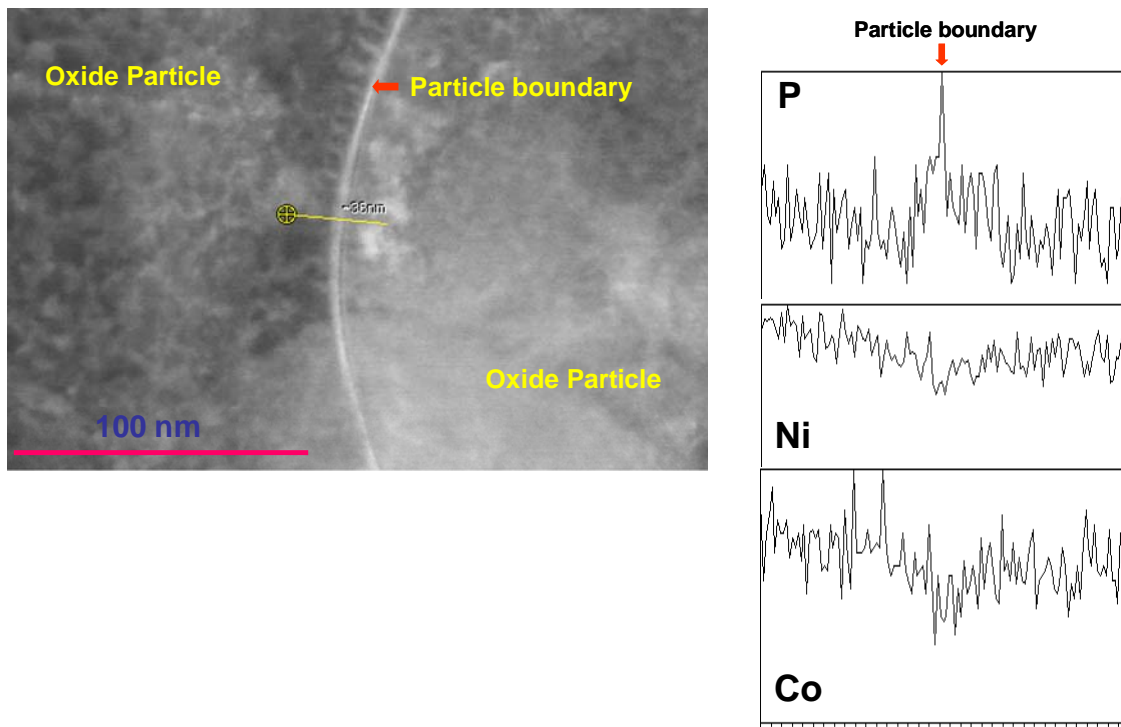 Oxide Particle
Particle boundary
~36nm
Oxide Particle
100 nm
Particle boundary
P
Ni
Co